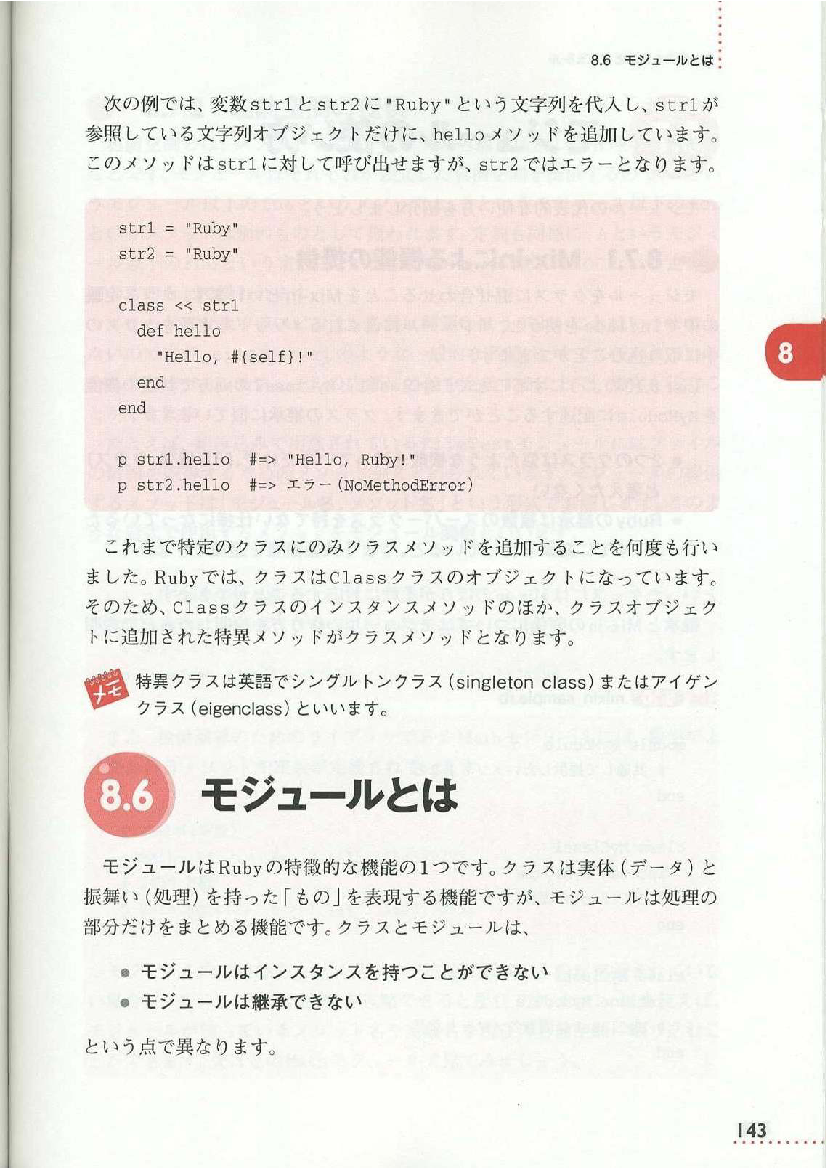 8.6 モジュールとは
次の例では、変数str1とstr2に"Ruby"という文字列を代入し、str1が
参照している文字列オブジェクトだけに、helloメソッドを追加しています。
このメソッドはstr1に対して呼び出せますが、str2ではエラーとなります。
str1 = "Ruby"
str2 = "Ruby"
class << str1
def hello
"Hello, #{self}!"
end
end
p str1.hello #=> "Hello, Ruby!"
p str2.hello #=> エラー(NoMethodError)
8
これまで特定のクラスにのみクラスメソッドを追加することを何度も行い
ました。Rubyでは、クラスはClassクラスのオブジェクトになっています。
そのため、Classクラスのインスタンスメソッドのほか、クラスオブジェク
トに追加された特異メソッドがクラスメソッドとなります。
メモ 特異クラスは英語でシングルトンクラス(singleton class)またはアイゲン
クラス(eigenclass)といいます。
8.6 モジュールとは
モジュールはRubyの特徴的な機能の1つです。クラスは実体(データ)と
振舞い(処理)を持った「もの」を表現する機能ですが、モジュールは処理の
部分だけをまとめる機能です。クラスとモジュールは、
● モジュールはインスタンスを持つことができない
● モジュールは継承できない
という点で異なります。
143